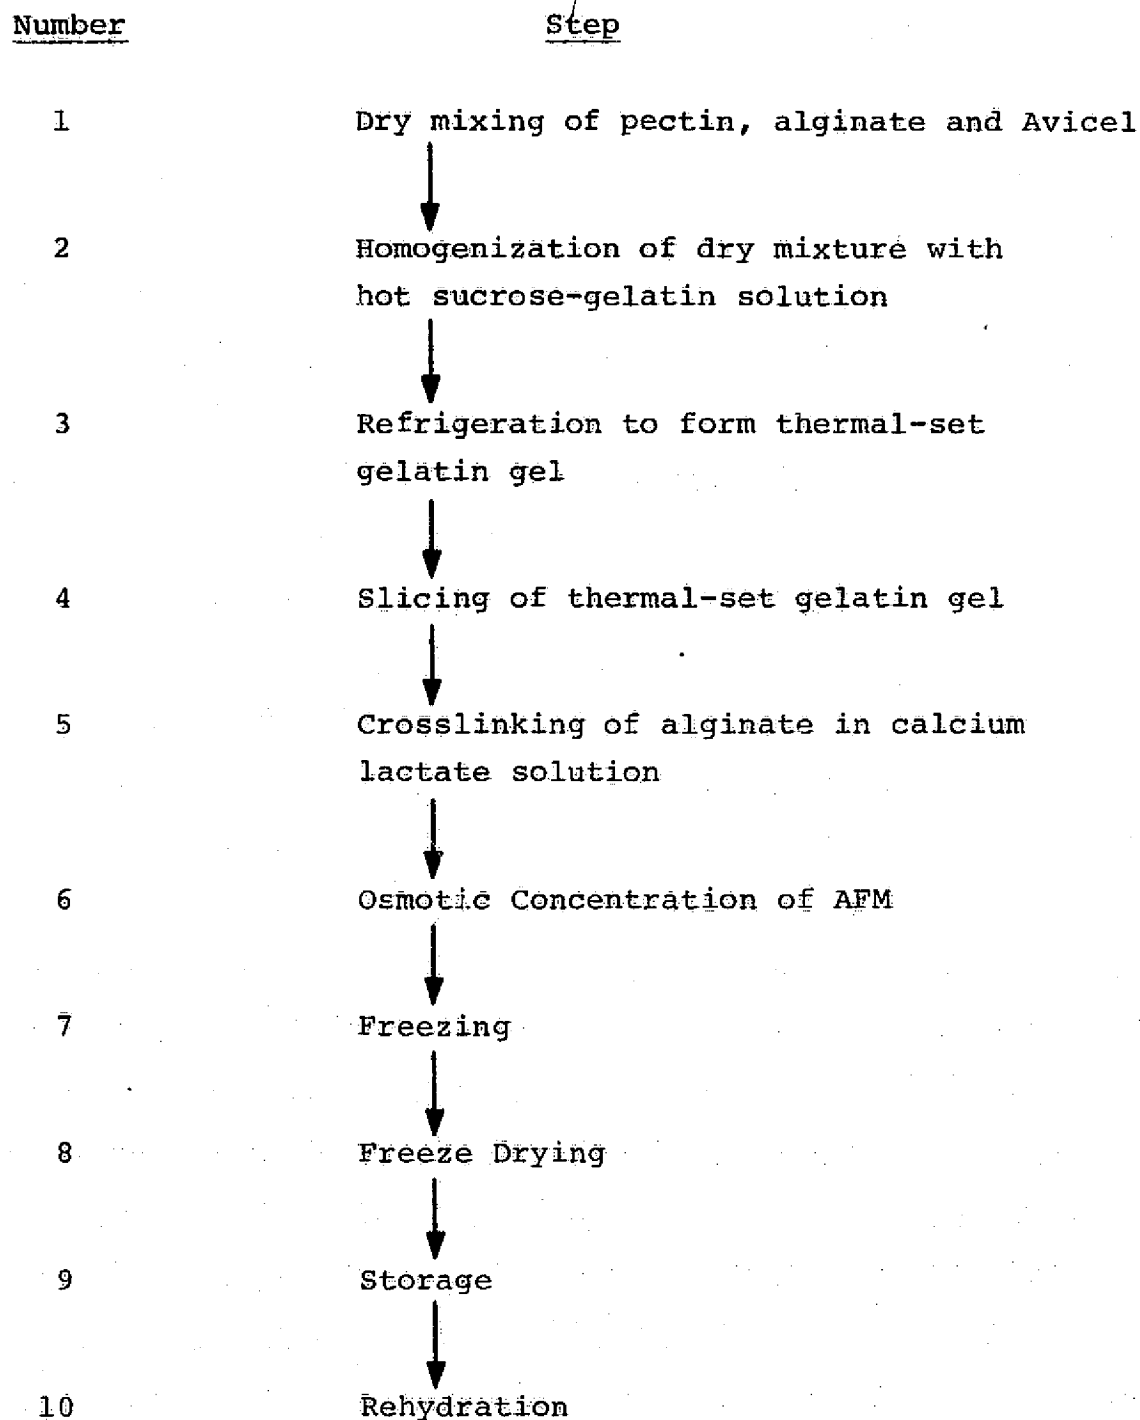 Number Step
1 Dry mixing of pectin, alginate and Avicel
2 Homogenization of dry mixture with
hot sucrose-gelatin solution
3 Refrigeration to form thermal-set
gelatin gel
4 Slicing of thermal-set gelatin gel
5 Crosslinking of alginate in calcium
lactate solution
6 Osmotic Concentration of AFM
7 Freezing
8 Freeze Drying
9 Storage
10 Rehydration